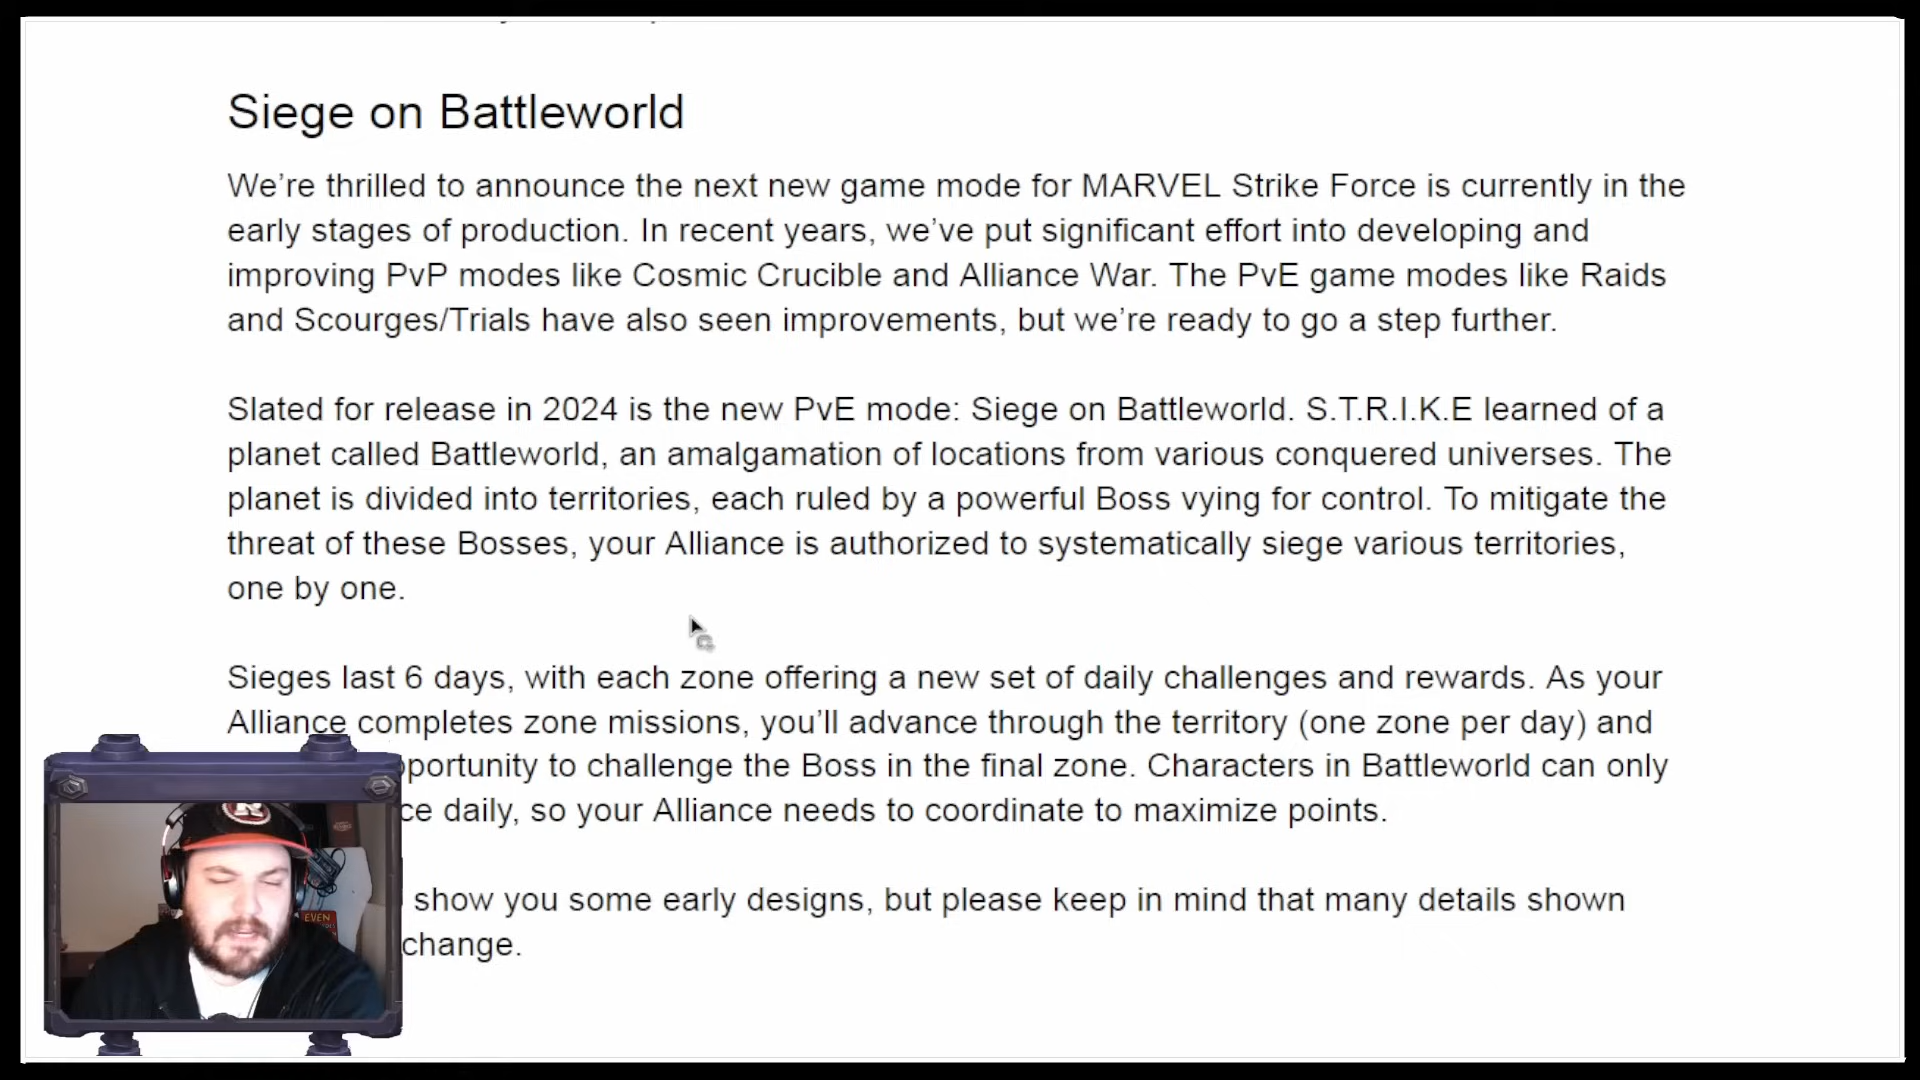 Siege on Battleworld
We’re thrilled to announce the next new game mode for MARVEL Strike Force is currently in the
early stages of production. In recent years, we’ve put significant effort into developing and
improving PvP modes like Cosmic Crucible and Alliance War. The PvE game modes like Raids
and Scourges/Trials have also seen improvements, but we’re ready to go a step further.
Slated for release in 2024 is the new PvE mode: Siege on Battleworld. S.T.R.I.K.E learned of a
planet called Battleworld, an amalgamation of locations from various conquered universes. The
planet is divided into territories, each ruled by a powerful Boss vying for control. To mitigate the
threat of these Bosses, your Alliance is authorized to systematically siege various territories,
one by one.
Sieges last 6 days, with each zone offering a new set of daily challenges and rewards. As your
Alliance completes zone missions, you’ll advance through the territory (one zone per day) and
to challenge the Boss in the final zone. Characters in Battleworld can only
daily, so your Alliance needs to coordinate to maximize points.
show you some early designs, but please keep in mind that many details shown
change.
EVEN